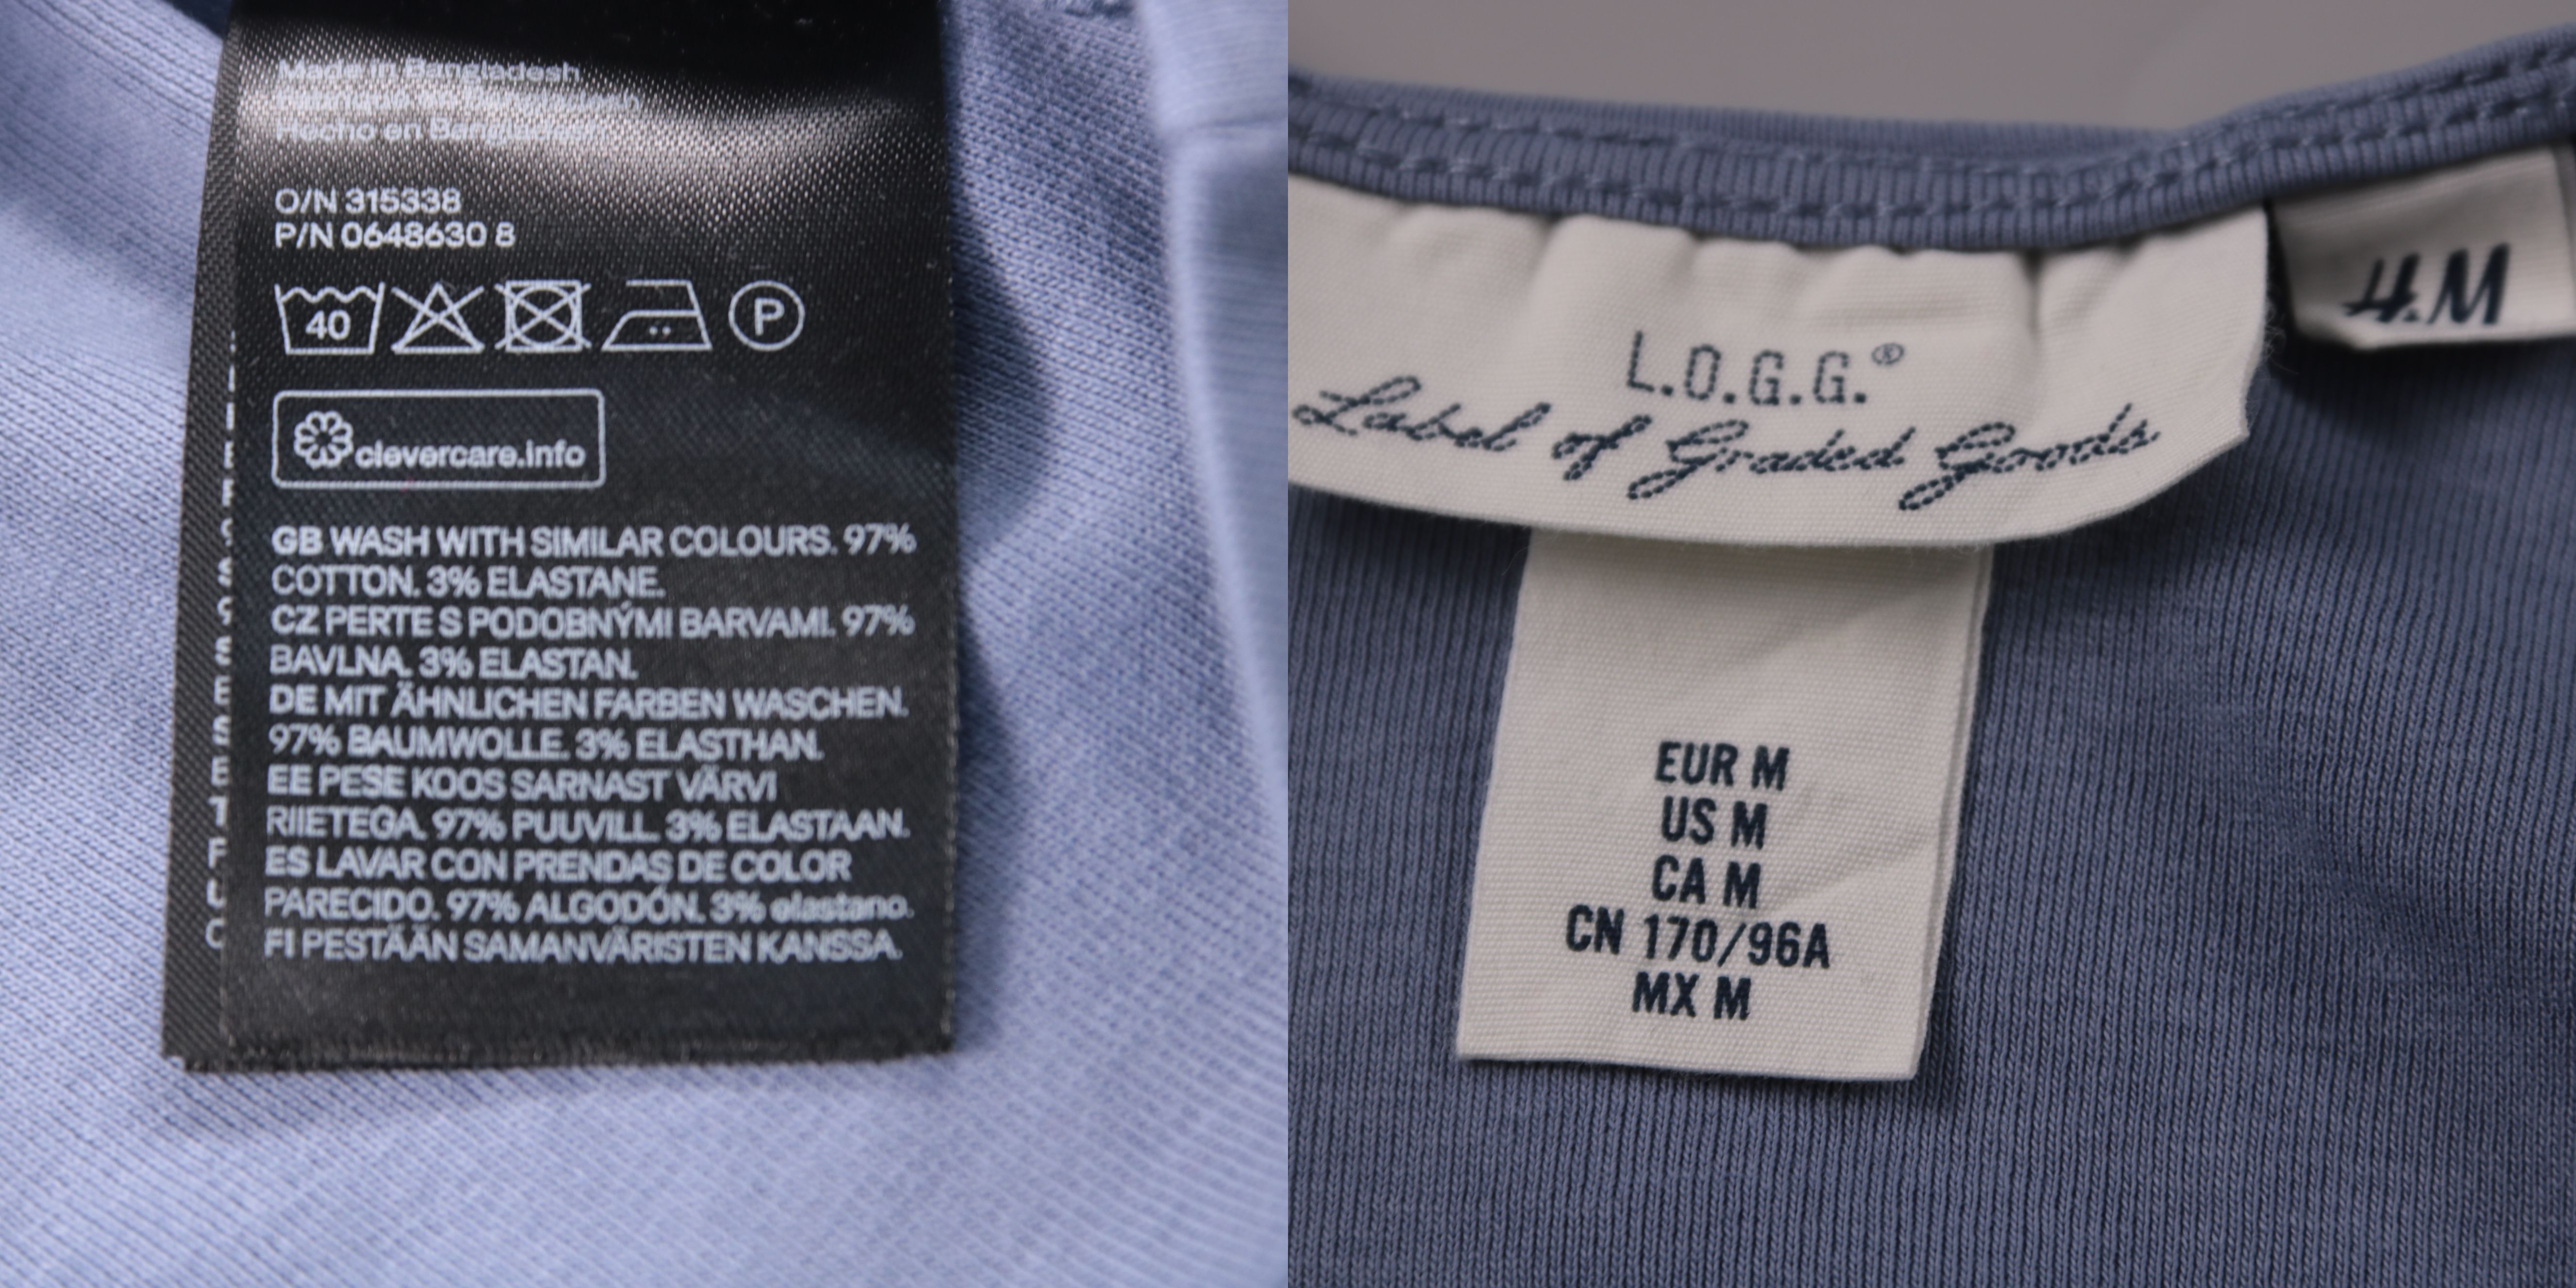 Made in Bangladesh
Bangladesh
Hecho en Bangladesh
O/N 315338
P/N 0648630 8
40
P
clevercare.info
GB WASH WITH SIMILAR COLOURS. 97%
COTTON. 3% ELASTANE.
CZ PERTE S PODOBNÝMI BARVAMI. 97%
BAVLNA. 3% ELASTAN.
DE MIT ÄHNLICHEN FARBEN WASCHEN.
97% BAUMWOLLE. 3% ELASTHAN.
EE PESE KOOS SARNAST VÄRVI
RIIETEGA. 97% PUUVILL. 3% ELASTAAN.
ES LAVAR CON PRENDAS DE COLOR
PARECIDO. 97% ALGODÓN. 3% elastano.
FI PESTÄÄN SAMANVÄRISTEN KANSSA.
L.O.G.G.®
Label of Graded Goods
4.M
EUR M
US M
CA M
CN 170/96A
MX M